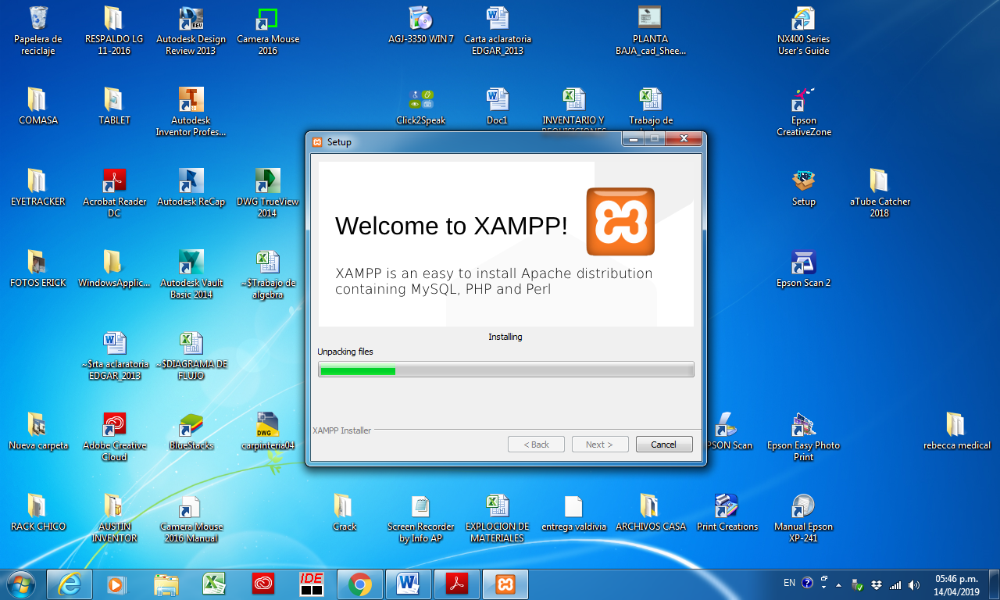 Papelera de
reciclaje
RESPALDO LG
11-2016
Autodesk Design
Review 2013
Camera Mouse
2016
AGJ-3350 WIN 7
Carta aclaratoria
EDGAR_2013
PLANTA
BAJA_cad_Shee...
NX400 Series
User's Guide
COMASA
TABLET
Autodesk
Inventor Profes...
Click2Speak
Doc1
INVENTARIO Y
REQUISICIONES
Trabajo de
Epson
CreativeZone
EYETRACKER
Acrobat Reader
DC
Autodesk ReCap
DWG TrueView
2014
Setup
aTube Catcher
2018
FOTOS ERICK
WindowsApplic...
Autodesk Vault
Basic 2014
~$Trabajo de
algebra
Epson Scan 2
~$rta aclaratoria
EDGAR_2013
~$DIAGRAMA DE
FLUJO
Nueva carpeta
Adobe Creative
Cloud
BlueStacks
DWG
carpinteria04
PSON Scan
Epson Easy Photo
Print
rebecca medical
RACK CHICO
AUSTIN
INVENTOR
Camera Mouse
2016 Manual
Crack
Screen Recorder
by Info AP
EXPLOCION DE
MATERIALES
entrega valdivia
ARCHIVOS CASA
Print Creations
Manual Epson
XP-241
Setup
Welcome to XAMPP!
XAMPP is an easy to install Apache distribution
containing MySQL, PHP and Perl
Installing
Unpacking files
XAMPP Installer
< Back
Next >
Cancel
IDE
EN
05:46 p.m.
14/04/2019